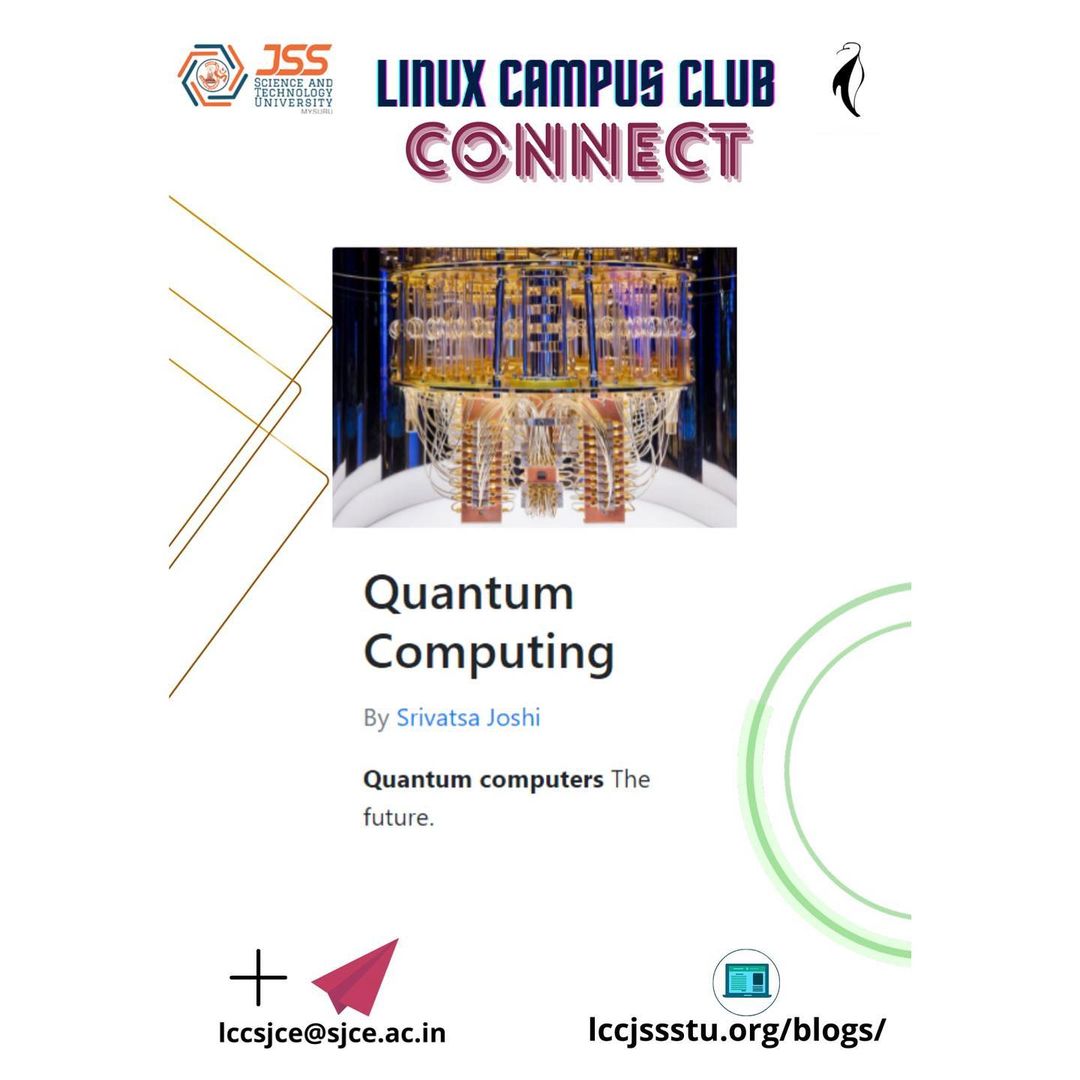 JSS
SCIENCE AND
TECHNOLOGY
UNIVERSITY
MYSURU
LINUX CAMPUS CLUB
CONNECT
Quantum
Computing
By Srivatsa Joshi
Quantum computers The
future.
lccsjce@sjce.ac.in
lccjssstu.org/blogs/